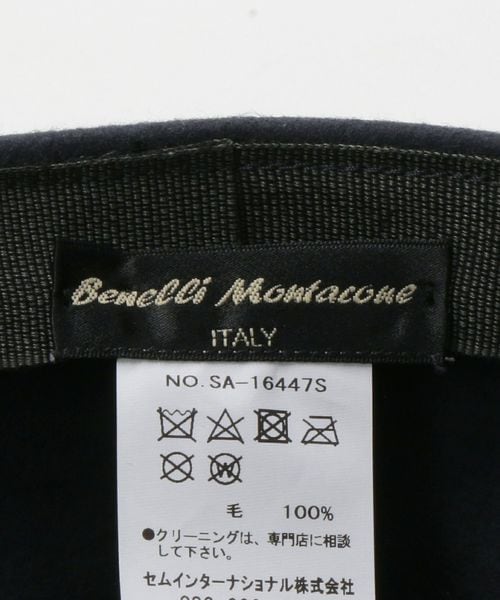 Benelli Montacone
ITALY
NO.SA-16447S
W
毛 100%
●クリーニングは、専門店に相談
して下さい。
セムインターナショナル株式会社